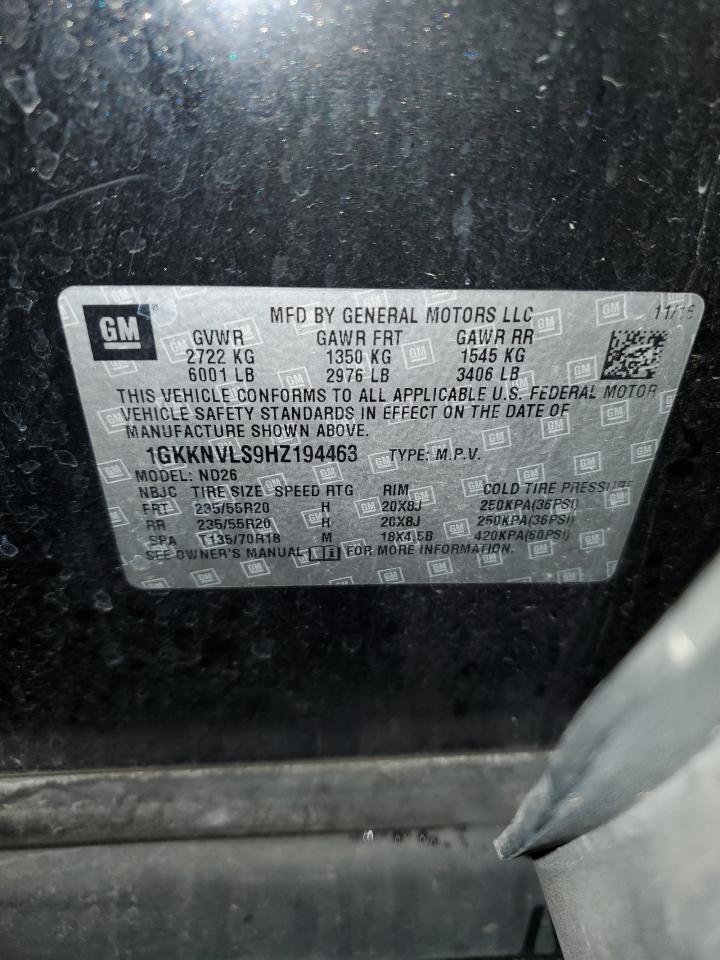 GM
MFD BY GENERAL MOTORS LLC
GVWR GAWR FRT GAWR RR
2722 KG 1350 KG 1545 KG
6001 LB 2976 LB 3406 LB
THIS VEHICLE CONFORMS TO ALL APPLICABLE U.S. FEDERAL MOTOR
VEHICLE SAFETY STANDARDS IN EFFECT ON THE DATE OF
MANUFACTURE SHOWN ABOVE.
1GKKNVLS9HZ194463 TYPE: M.P.V.
MODEL: ND26
NBJC TIRE SIZE SPEED RTG RIM COLD TIRE PRESSURE
FRT 235/55R20 H 20X8J 250KPA(36PSI)
RR 235/55R20 H 20X8J 250KPA(36PSI)
SPA T135/70R18 M 18X4.5B 420KPA(60PSI)
SEE OWNER'S MANUAL FOR MORE INFORMATION.